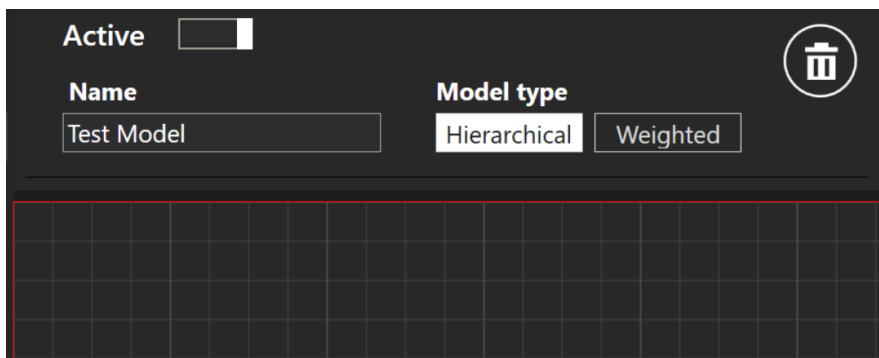 Active
Name
Model type
Test Model
Hierarchical
Weighted